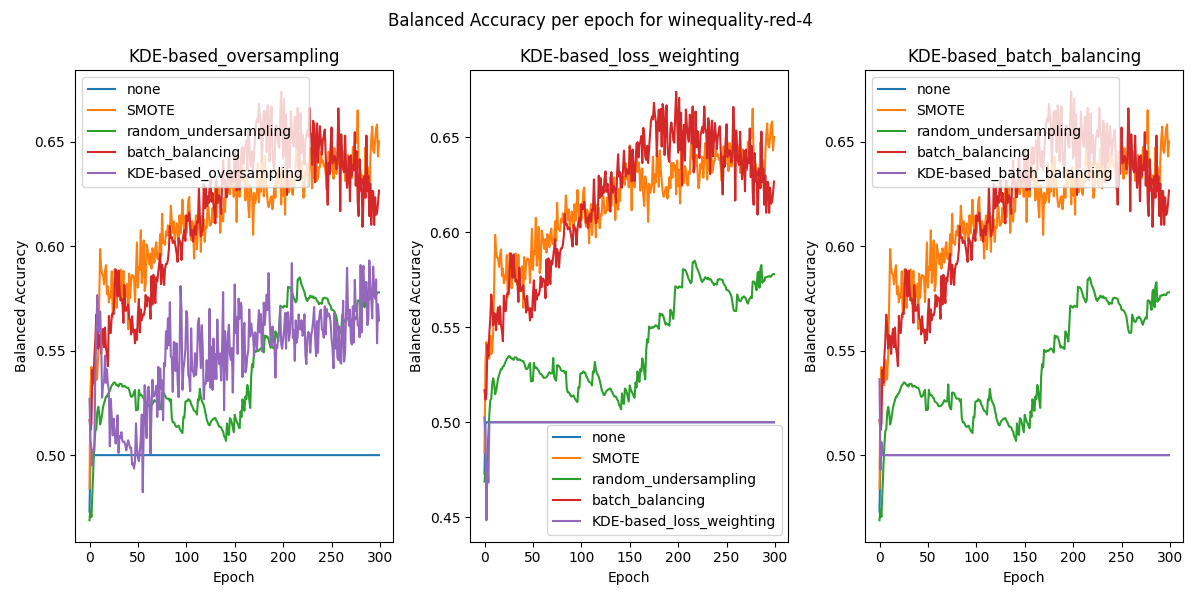 Balanced Accuracy per epoch for winequality-red-4
KDE-based_oversampling
Balanced Accuracy
0.65
0.60
0.55
0.50
none
SMOTE
random_undersampling
batch_balancing
KDE-based_oversampling
0 50 100 150 200 250 300
Epoch
KDE-based_loss_weighting
Balanced Accuracy
0.65
0.60
0.55
0.50
0.45
none
SMOTE
random_undersampling
batch_balancing
KDE-based_loss_weighting
0 50 100 150 200 250 300
Epoch
KDE-based_batch_balancing
Balanced Accuracy
0.65
0.60
0.55
0.50
none
SMOTE
random_undersampling
batch_balancing
KDE-based_batch_balancing
0 50 100 150 200 250 300
Epoch